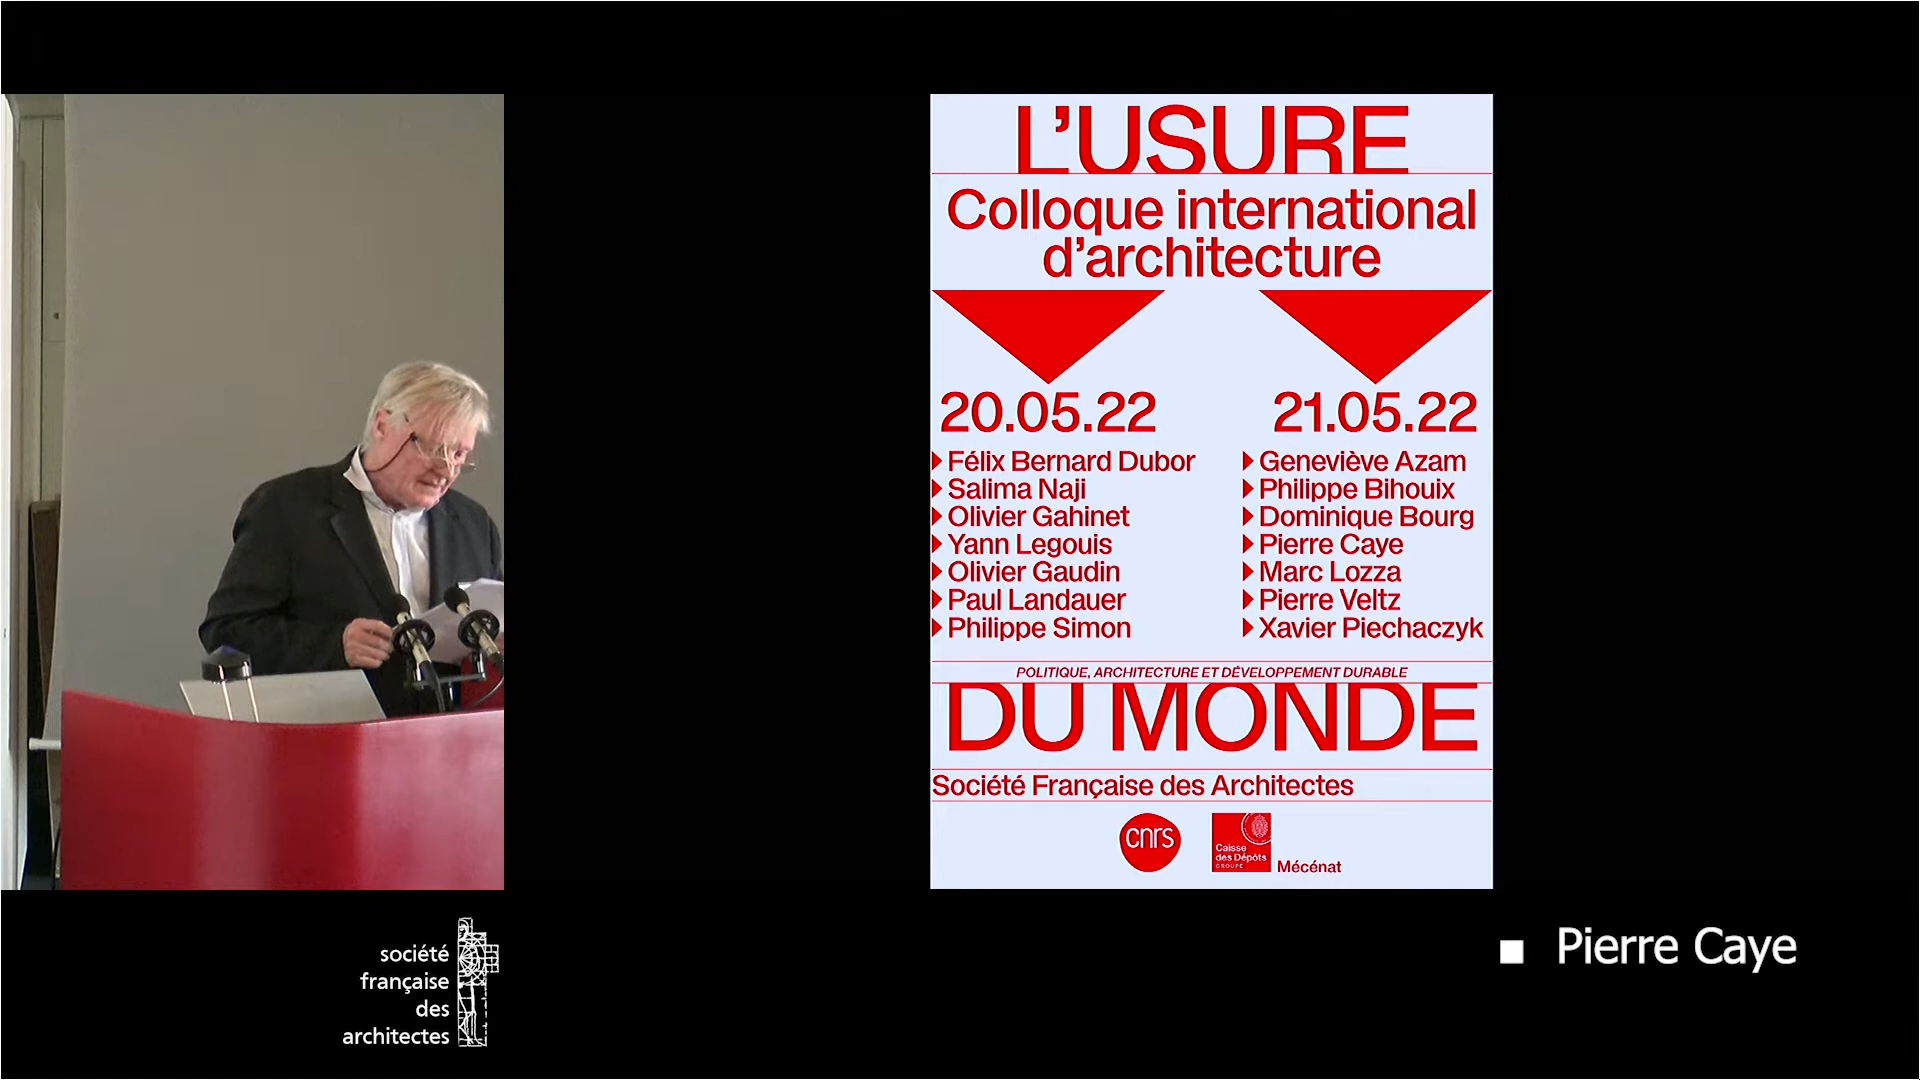 L'USURE
Colloque international
d'architecture
20.05.22
Félix Bernard Dubor
Salima Naji
Olivier Gahinet
Yann Legouis
Olivier Gaudin
Paul Landauer
Philippe Simon
21.05.22
Geneviève Azam
Philippe Bihouix
Dominique Bourg
Pierre Caye
Marc Lozza
Pierre Veltz
Xavier Piechaczyk
POLITIQUE, ARCHITECTURE ET DÉVELOPPEMENT DURABLE
DU MONDE
Société Française des Architectes
cnrs
Caisse
des Dépôts
GROUPE
Mécénat
société
française
des
architectes
Pierre Caye